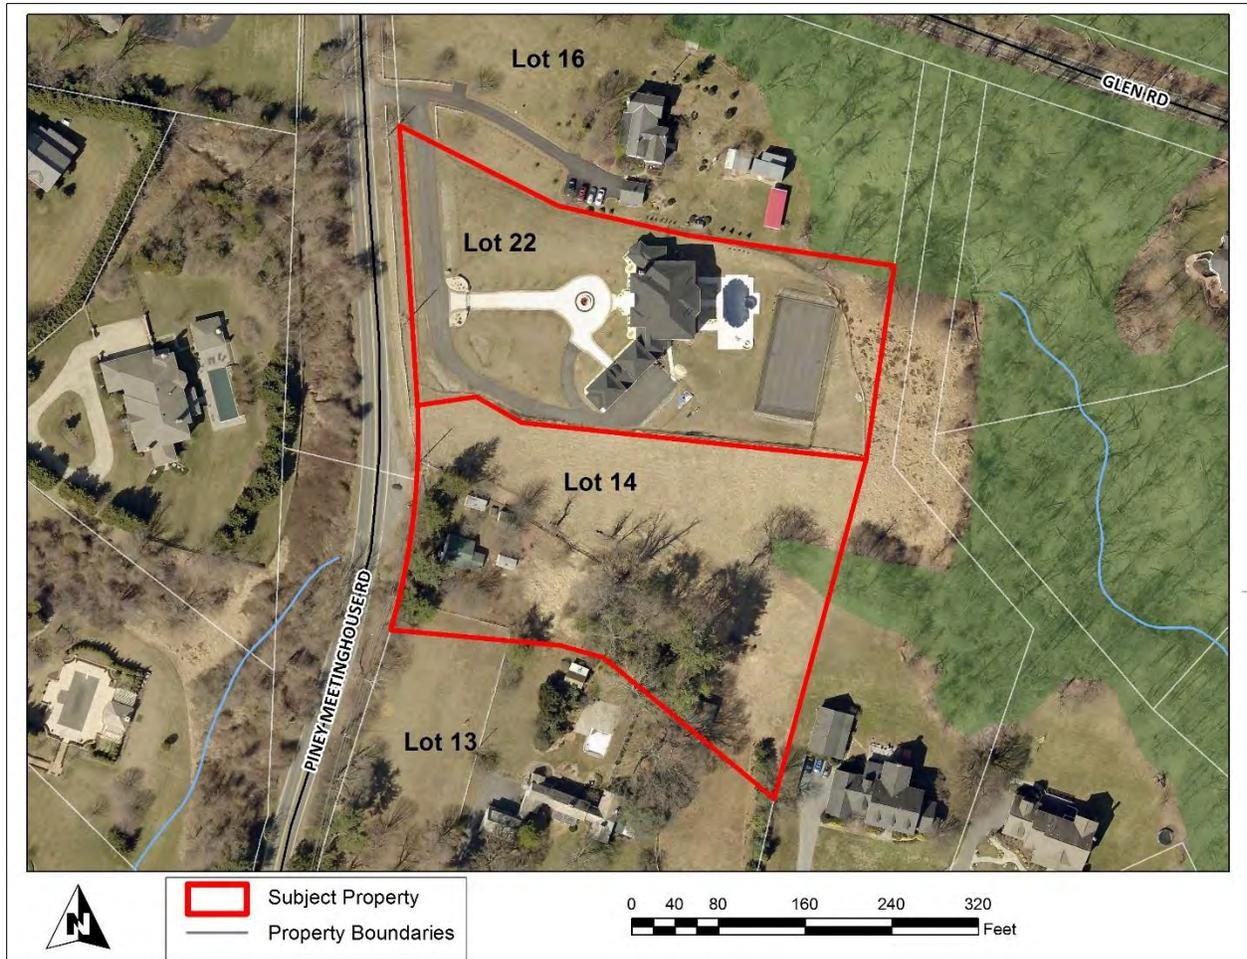 Lot 16
GLEN RD
Lot 22
Lot 14
PINEY MEETINGHOUSE RD
Lot 13
N
Subject Property
Property Boundaries
0 40 80 160 240 320
Feet